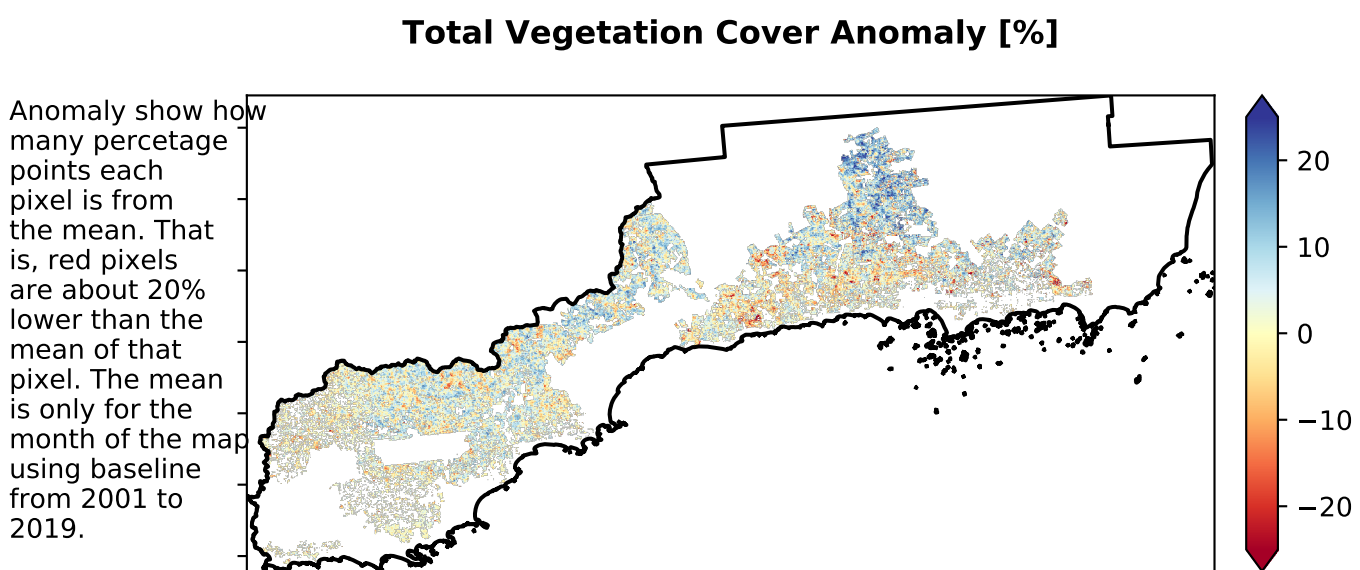 Total Vegetation Cover Anomaly [%]
Anomaly show how
many percetage
points each
pixel is from
the mean. That
is, red pixels
are about 20%
lower than the
mean of that
pixel. The mean
is only for the
month of the map
using baseline
from 2001 to
2019.
20
10
0
−10
−20